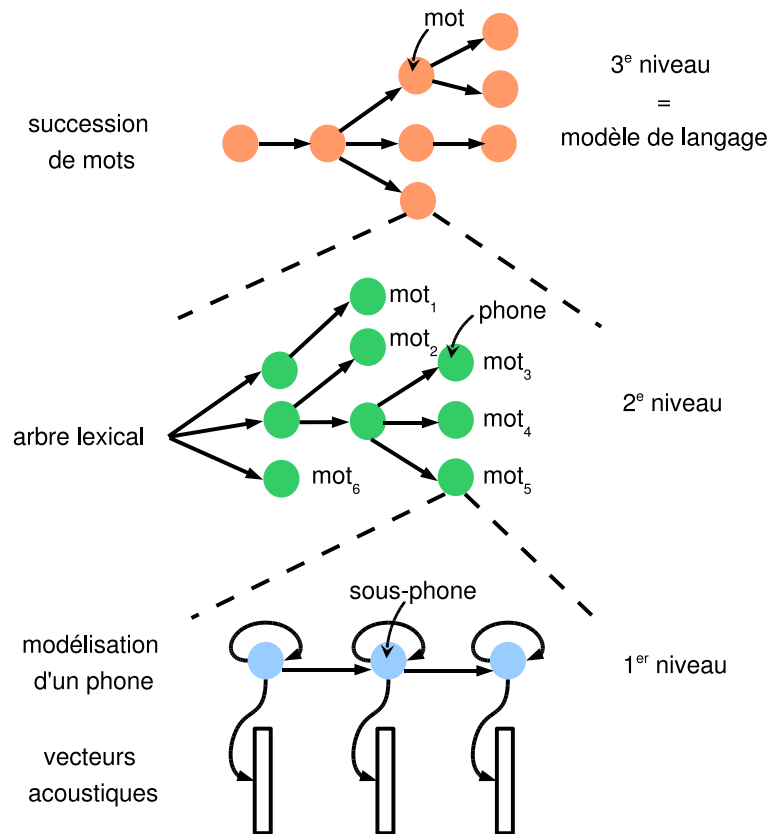 mot
3e niveau
=
modèle de langage
succession
de mots
mot1
phone
mot2
mot3
2e niveau
arbre lexical
mot4
mot6
mot5
sous-phone
modélisation
d'un phone
1er niveau
vecteurs
acoustiques